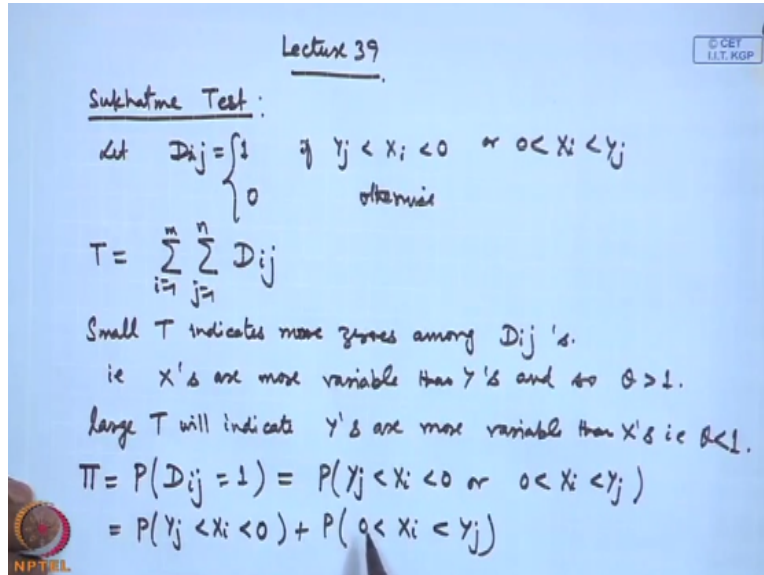 Lecture 39
© CET
I.I.T. KGP
Sukhatme Test :
Let Dij = { 1 if Yj < Xi < 0 or 0 < Xi < Yj
0 otherwise
T = \sum_{i=1}^{m} \sum_{j=1}^{n} Dij
Small T indicates more zeroes among Dij 's.
ie X's are more variable than Y's and so θ > 1.
large T will indicate Y's are more variable than X's ie θ < 1.
Π = P(Dij = 1) = P(Yj < Xi < 0 or 0 < Xi < Yj)
= P(Yj < Xi < 0) + P(0 < Xi < Yj)
NPTEL